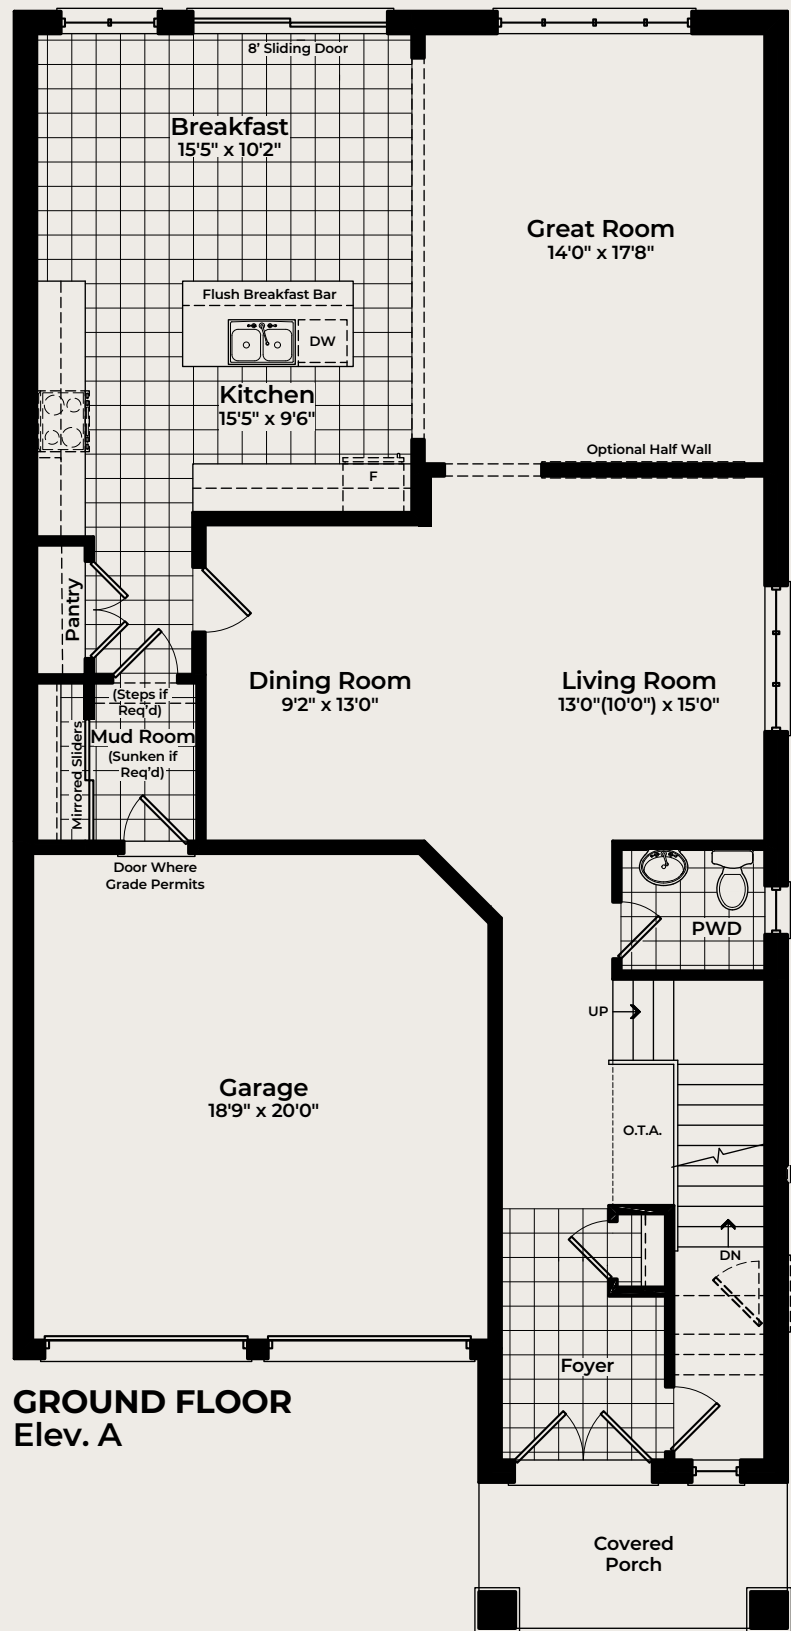 8' Sliding Door
Breakfast
15'5" x 10'2"
Great Room
14'0" x 17'8"
Flush Breakfast Bar
DW
Kitchen
15'5" x 9'6"
Optional Half Wall
F
Pantry
Dining Room
9'2" x 13'0"
Living Room
13'0"(10'0") x 15'0"
(Steps if
Req'd)
Mud Room
(Sunken if
Req'd)
Mirrored Sliders
Door Where
Grade Permits
PWD
UP
Garage
18'9" x 20'0"
O.T.A.
DN
Foyer
GROUND FLOOR
Elev. A
Covered
Porch